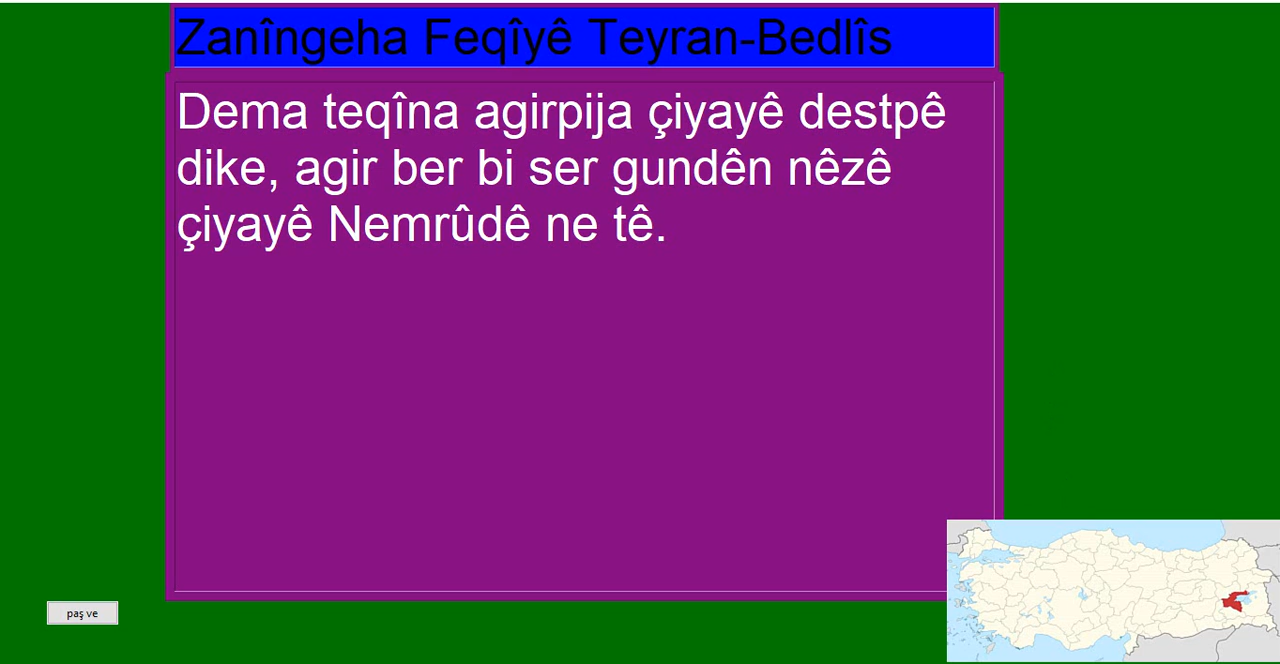 Zanîngeha Feqîyê Teyran-Bedlîs
Dema teqîna agirpija çiyayê destpê
dike, agir ber bi ser gundên nêzê
çiyayê Nemrûdê ne tê.
paş ve